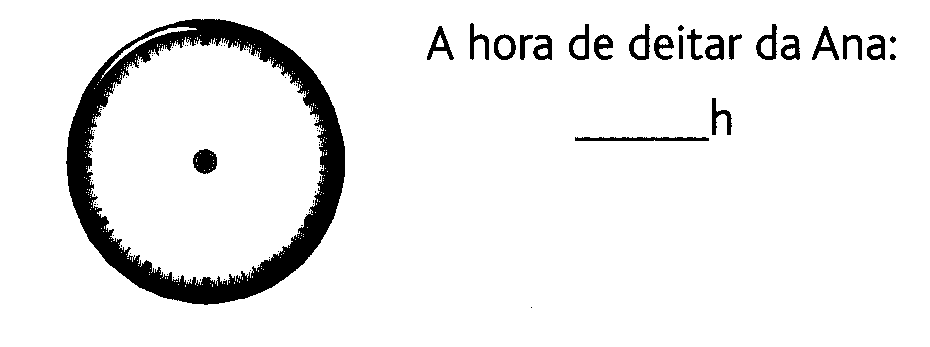 A hora de deitar da Ana:
______h